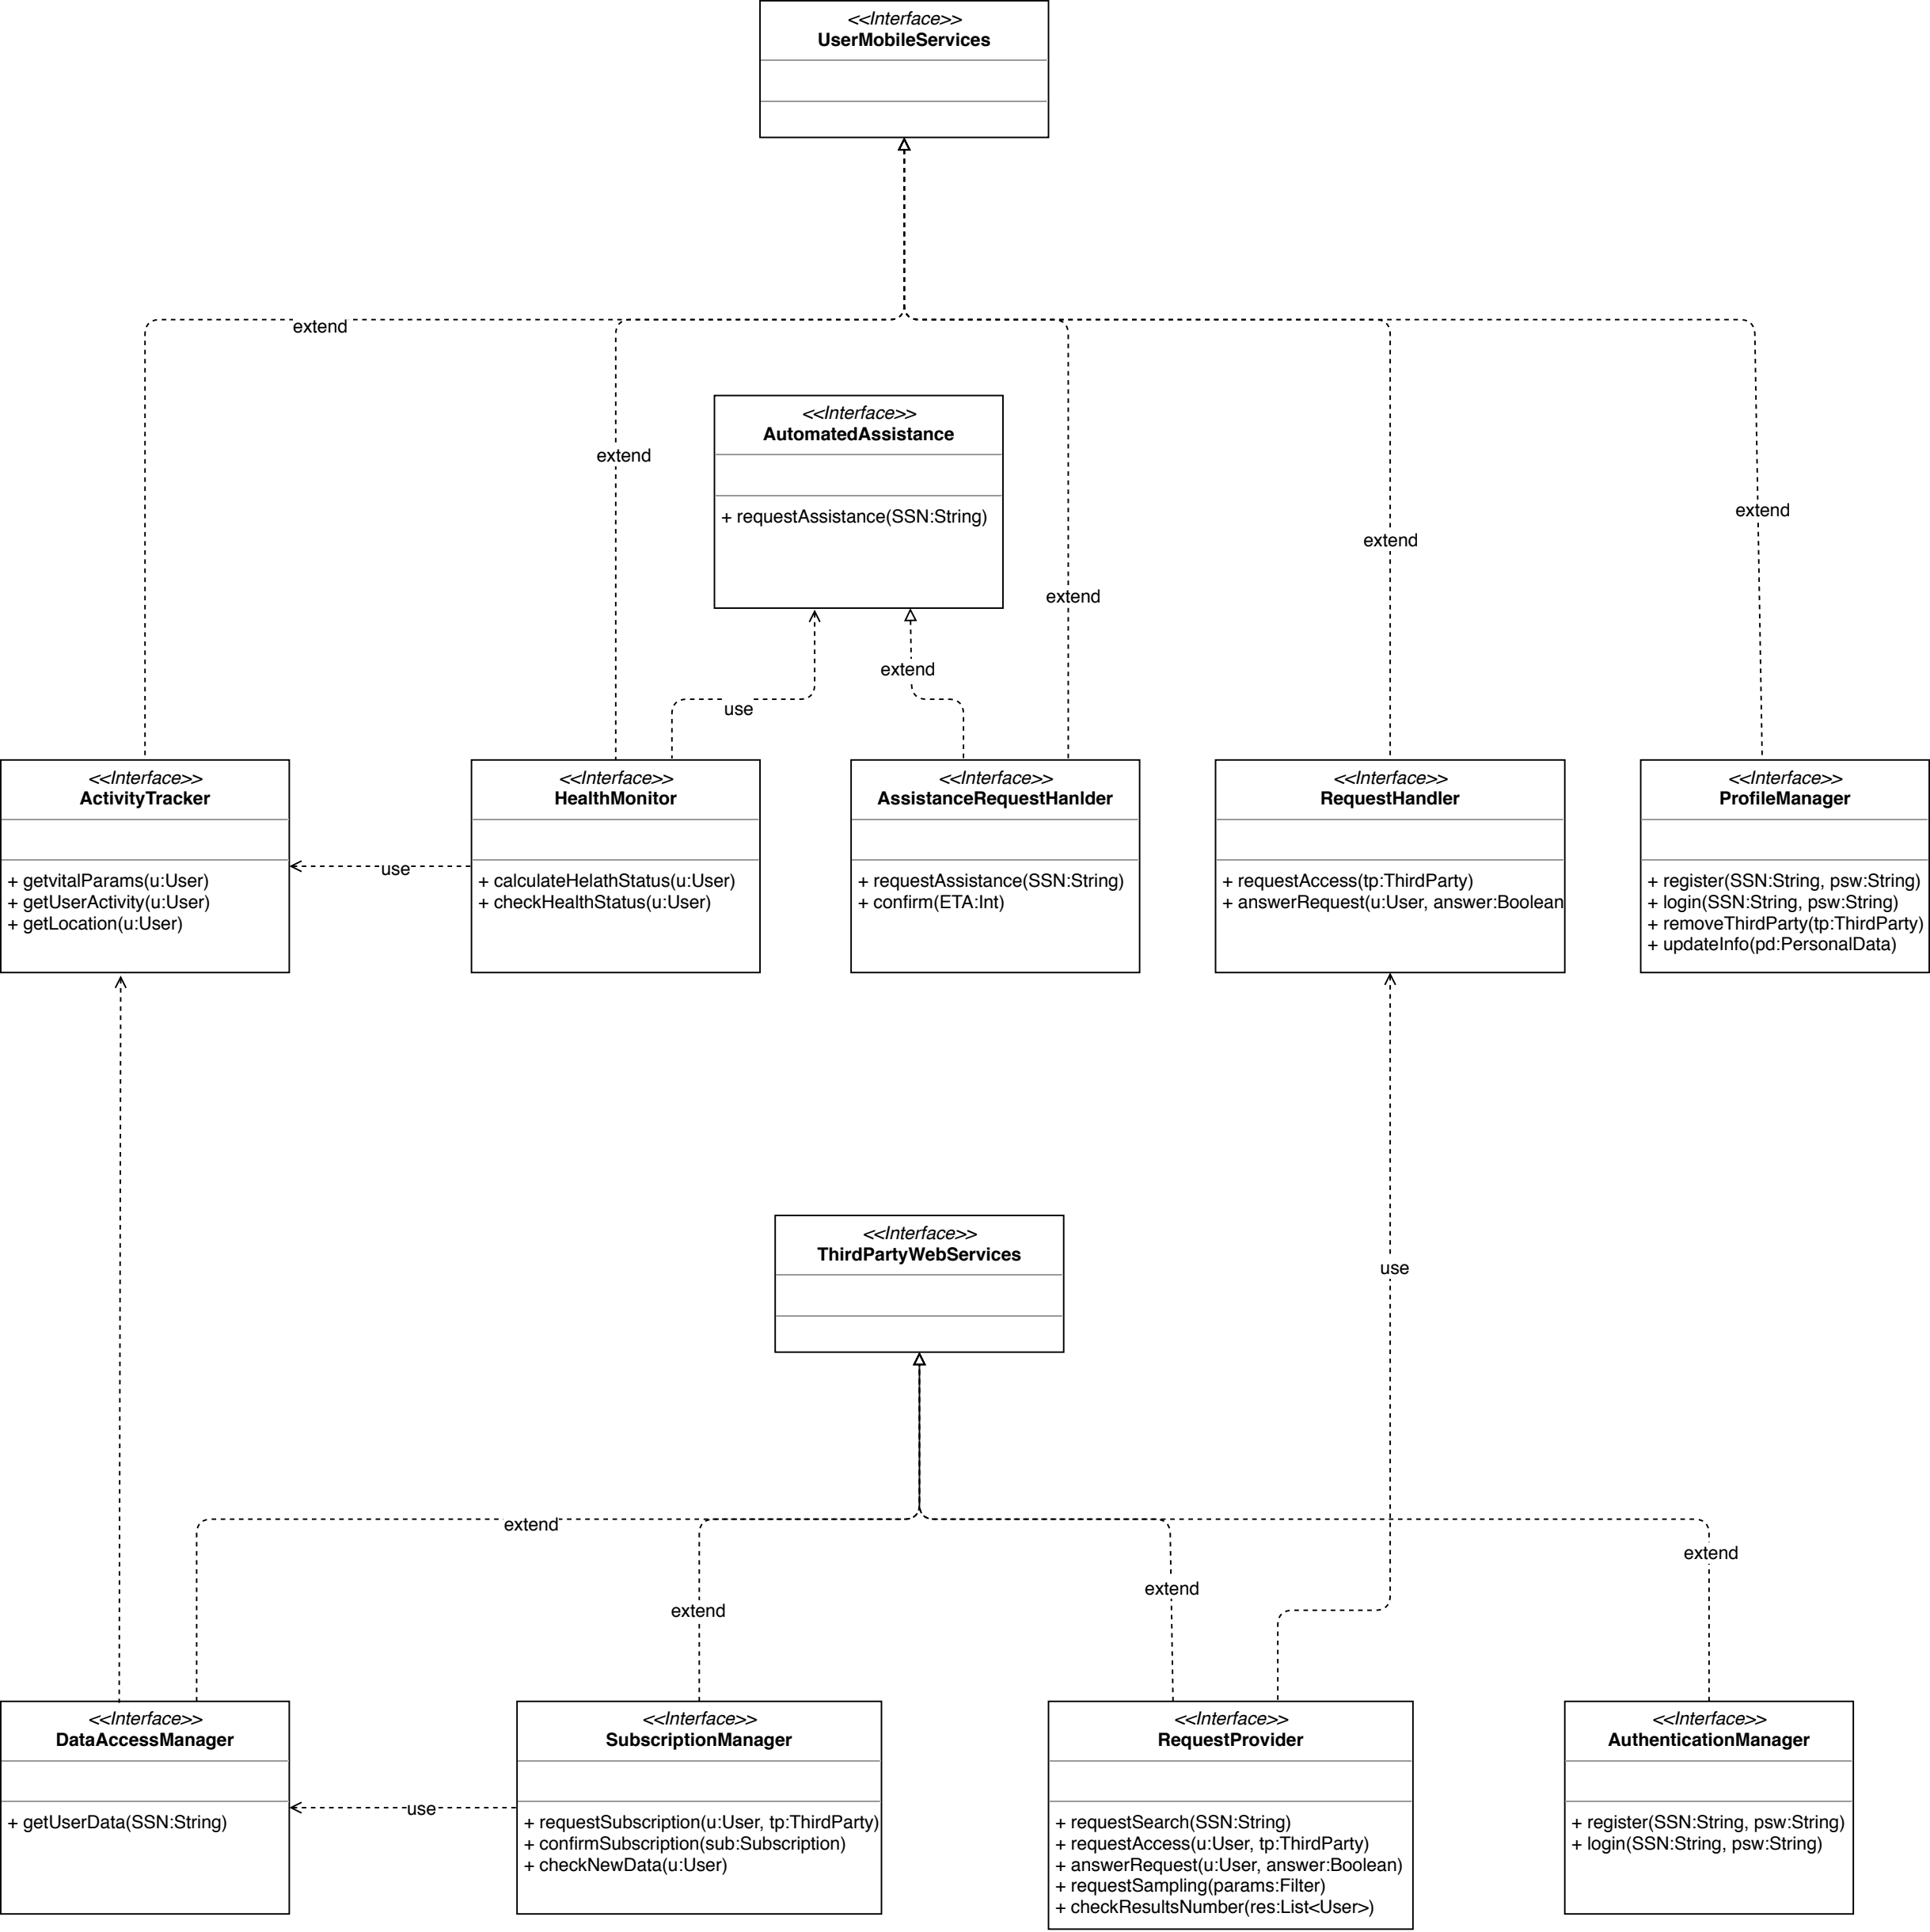 <<Interface>>
UserMobileServices
extend
<<Interface>>
AutomatedAssistance
+ requestAssistance(SSN:String)
extend
extend
extend
extend
extend
use
<<Interface>>
ActivityTracker
+ getvitalParams(u:User)
+ getUserActivity(u:User)
+ getLocation(u:User)
use
<<Interface>>
HealthMonitor
+ calculateHelathStatus(u:User)
+ checkHealthStatus(u:User)
<<Interface>>
AssistanceRequestHanlder
+ requestAssistance(SSN:String)
+ confirm(ETA:Int)
<<Interface>>
RequestHandler
+ requestAccess(tp:ThirdParty)
+ answerRequest(u:User, answer:Boolean
<<Interface>>
ProfileManager
+ register(SSN:String, psw:String)
+ login(SSN:String, psw:String)
+ removeThirdParty(tp:ThirdParty)
+ updateInfo(pd:PersonalData)
<<Interface>>
ThirdPartyWebServices
use
extend
extend
extend
extend
<<Interface>>
DataAccessManager
+ getUserData(SSN:String)
use
<<Interface>>
SubscriptionManager
+ requestSubscription(u:User, tp:ThirdParty)
+ confirmSubscription(sub:Subscription)
+ checkNewData(u:User)
<<Interface>>
RequestProvider
+ requestSearch(SSN:String)
+ requestAccess(u:User, tp:ThirdParty)
+ answerRequest(u:User, answer:Boolean)
+ requestSampling(params:Filter)
+ checkResultsNumber(res:List<User>)
<<Interface>>
AuthenticationManager
+ register(SSN:String, psw:String)
+ login(SSN:String, psw:String)